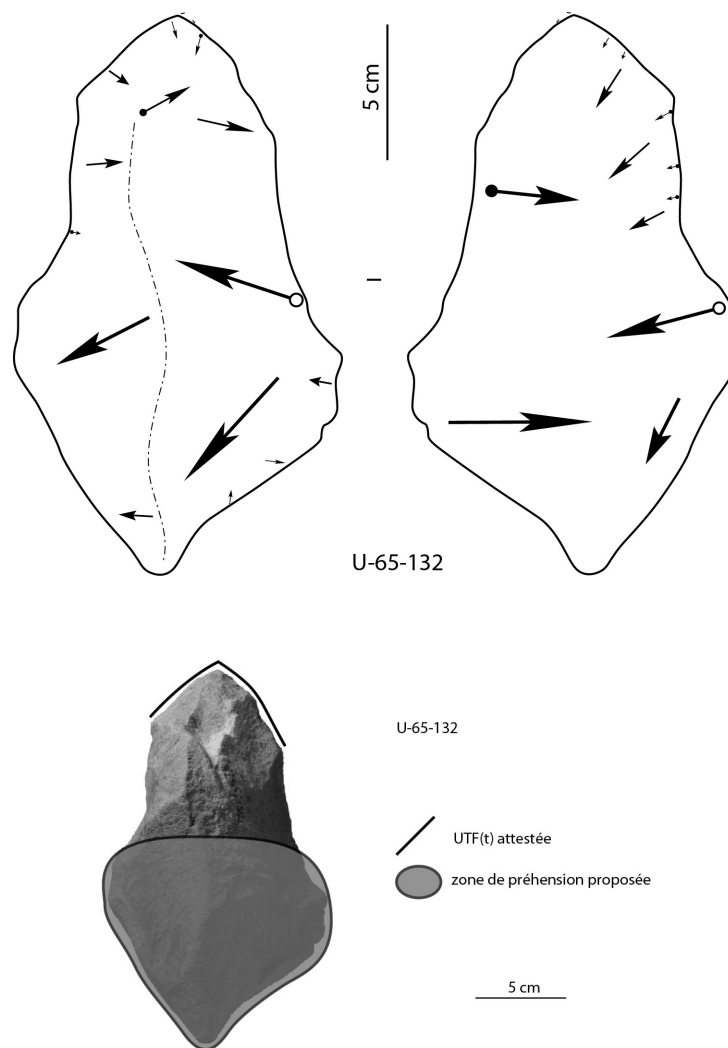 5 cm
U-65-132
U-65-132
UTF(t) attestée
zone de préhension proposée
5 cm